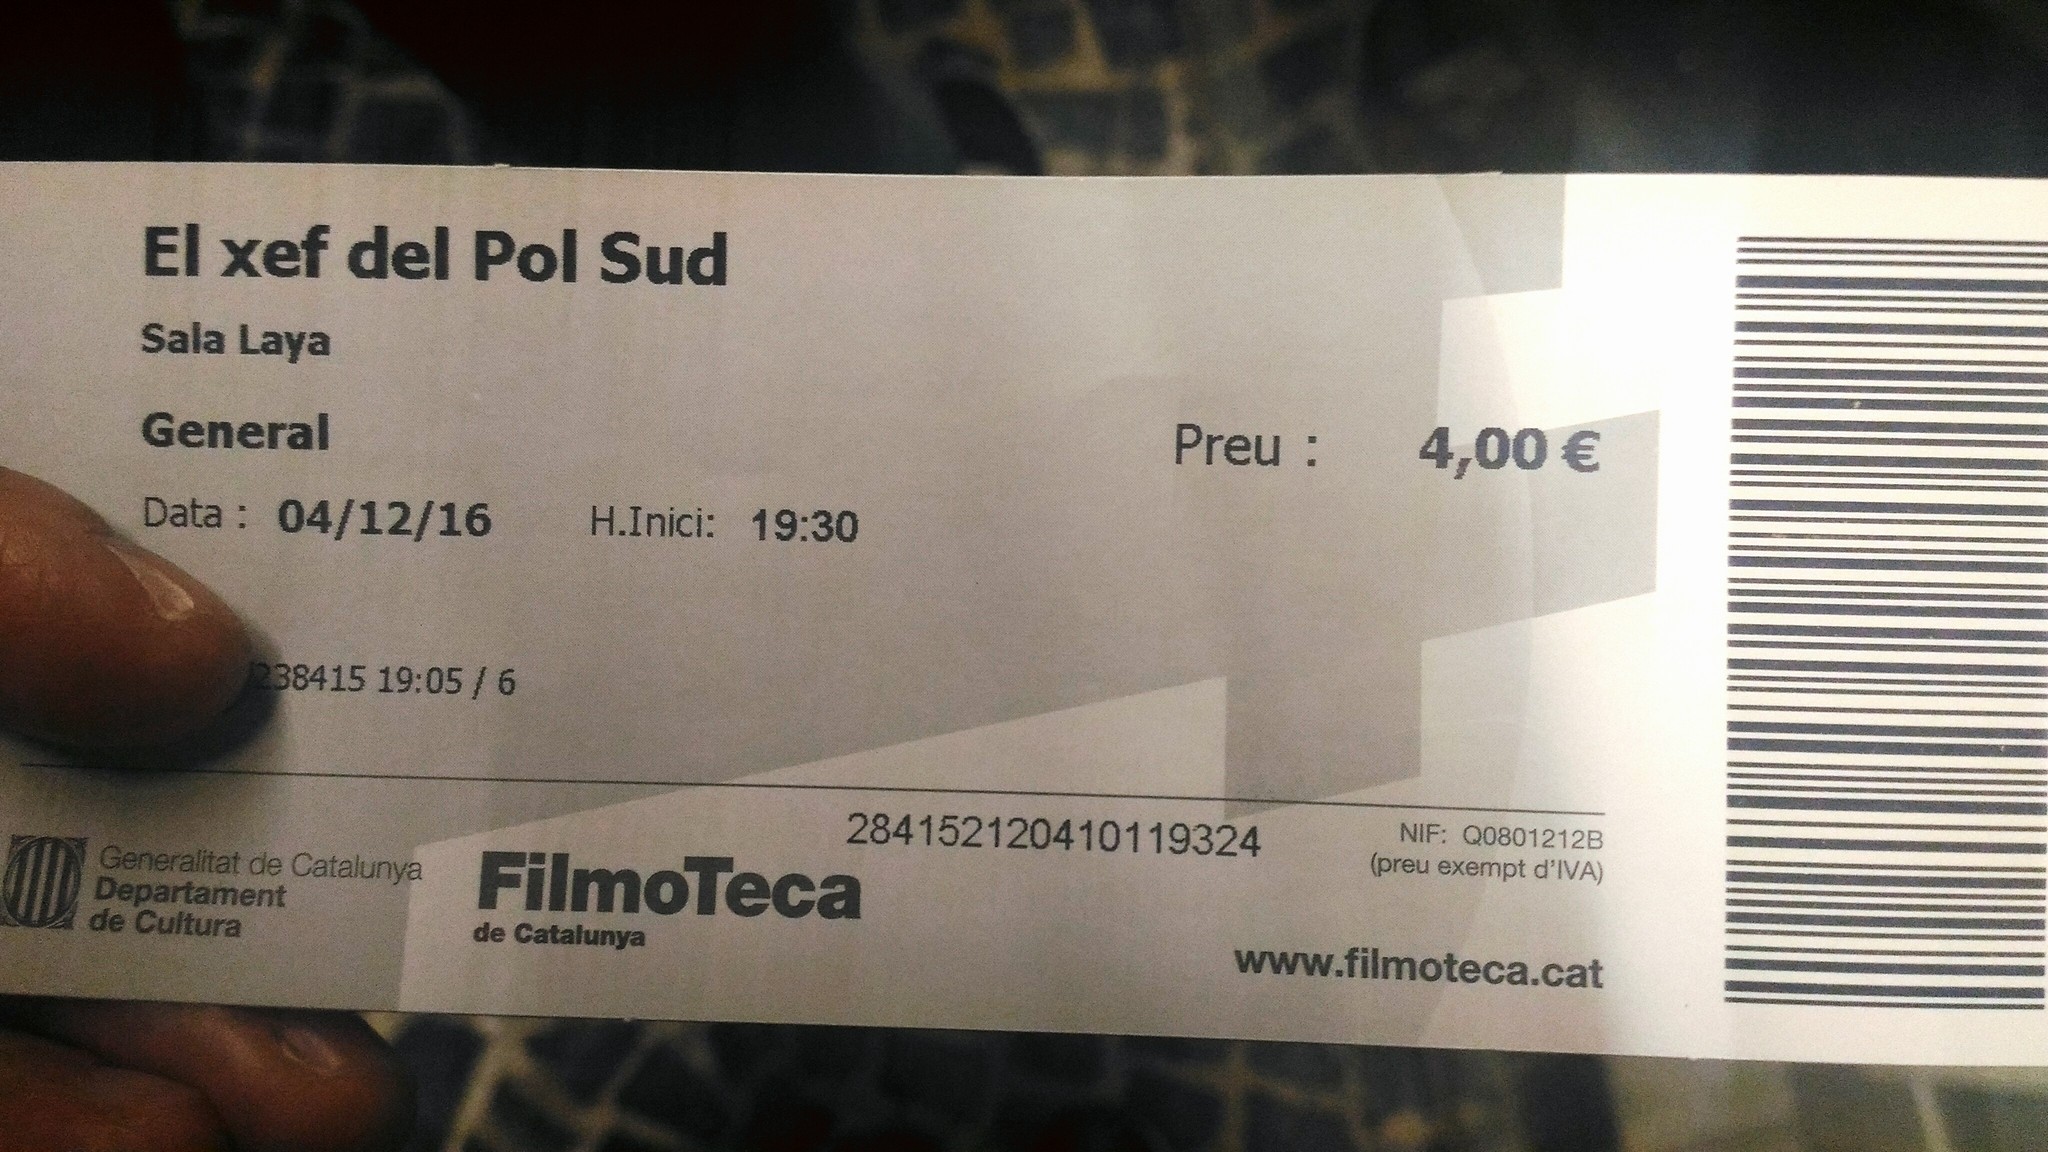 El xef del Pol Sud
Sala Laya
General
Preu : 4,00 €
Data : 04/12/16 H.Inici: 19:30
/238415 19:05 / 6
284152120410119324
NIF: Q0801212B
(preu exempt d'IVA)
Generalitat de Catalunya
Departament
de Cultura
FilmoTeca
de Catalunya
www.filmoteca.cat